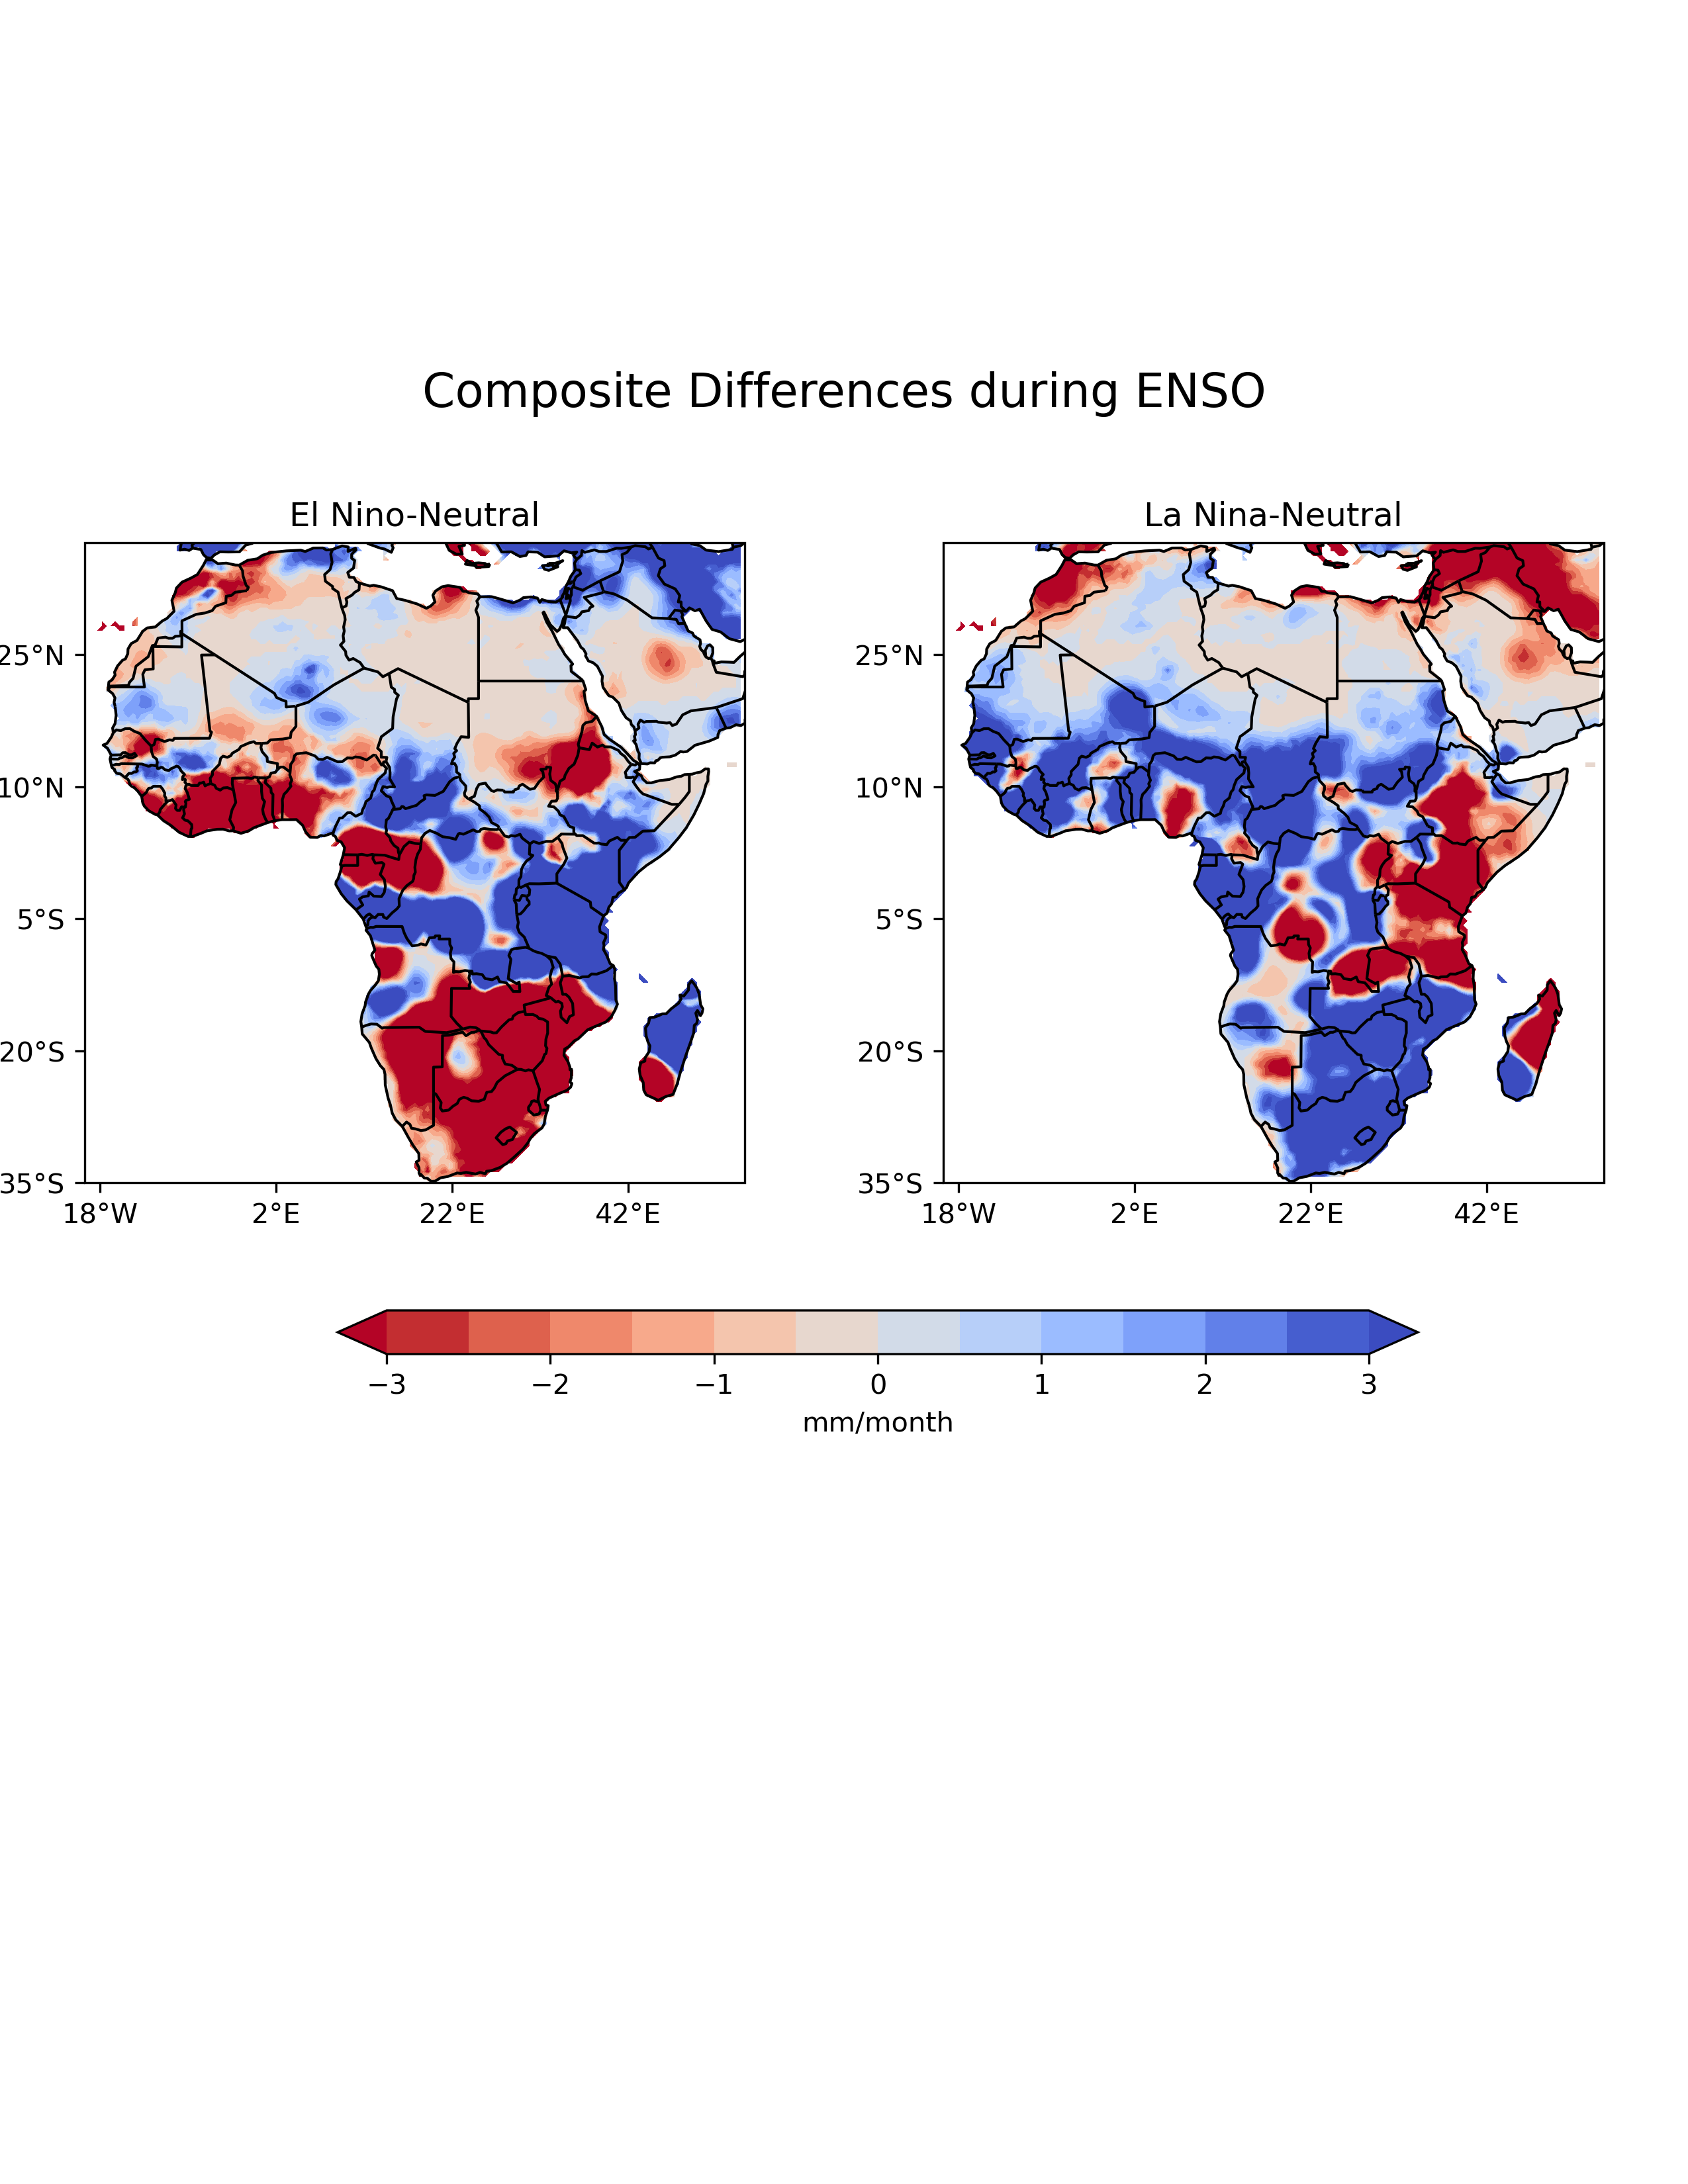 Composite Differences during ENSO
El Nino-Neutral
La Nina-Neutral
25°N
10°N
5°S
20°S
35°S
18°W 2°E 22°E 42°E
25°N
10°N
5°S
20°S
35°S
18°W 2°E 22°E 42°E
−3 −2 −1 0 1 2 3
mm/month